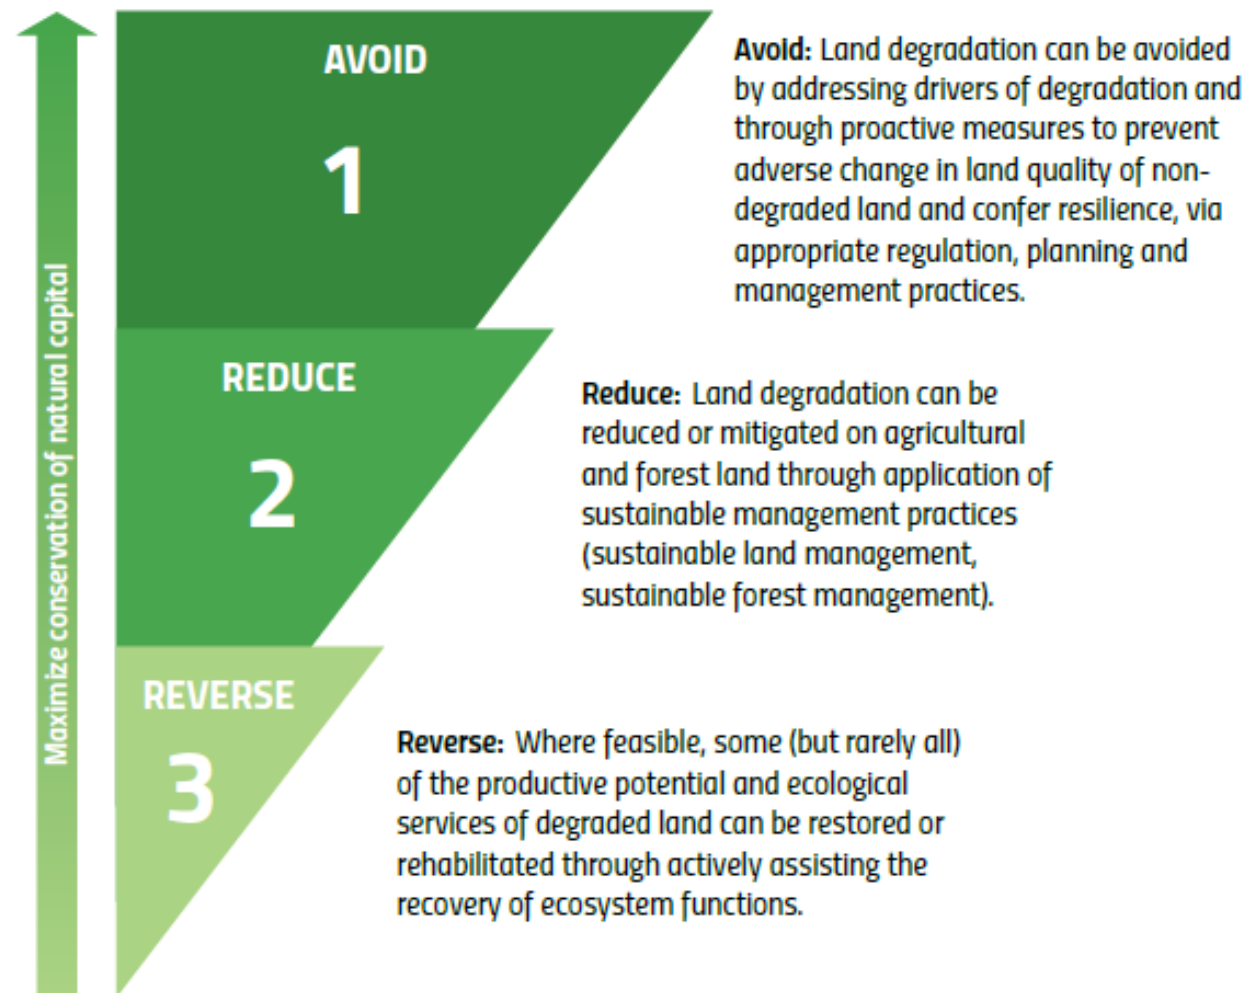 Maximize conservation of natural capital
AVOID
1
Avoid: Land degradation can be avoided
by addressing drivers of degradation and
through proactive measures to prevent
adverse change in land quality of non-
degraded land and confer resilience, via
appropriate regulation, planning and
management practices.
REDUCE
2
Reduce: Land degradation can be
reduced or mitigated on agricultural
and forest land through application of
sustainable management practices
(sustainable land management,
sustainable forest management).
REVERSE
3
Reverse: Where feasible, some (but rarely all)
of the productive potential and ecological
services of degraded land can be restored or
rehabilitated through actively assisting the
recovery of ecosystem functions.